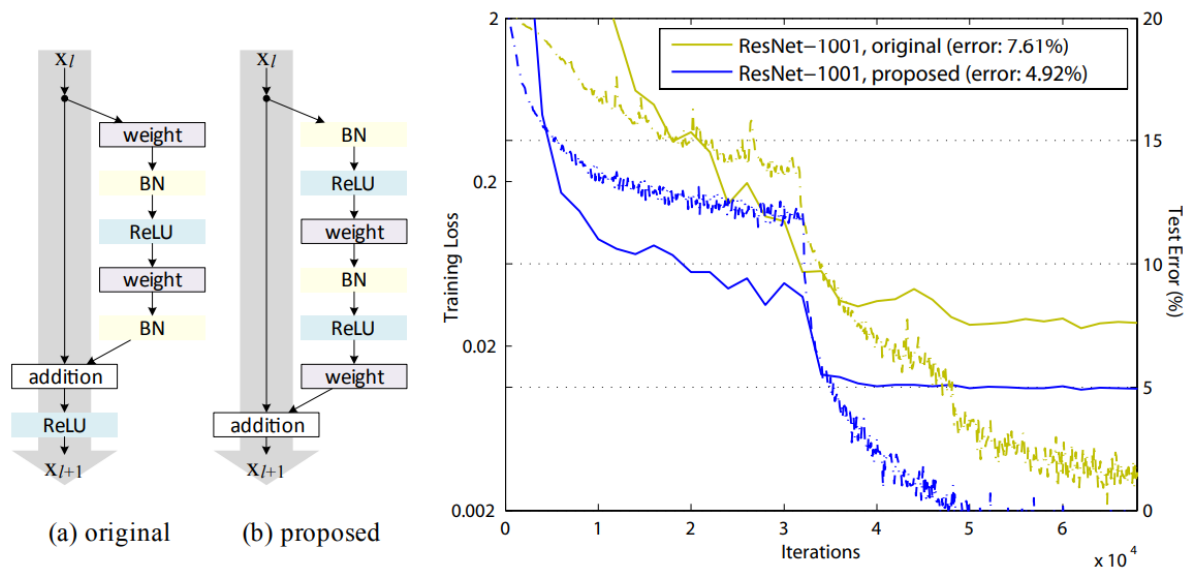 x_l
weight
BN
ReLU
weight
BN
addition
ReLU
x_{l+1}
(a) original
x_l
BN
ReLU
weight
BN
ReLU
weight
addition
x_{l+1}
(b) proposed
ResNet−1001, original (error: 7.61%)
ResNet−1001, proposed (error: 4.92%)
2
0.2
0.02
0.002
Training Loss
20
15
10
5
0
Test Error (%)
0 1 2 3 4 5 6
Iterations
x 10^4